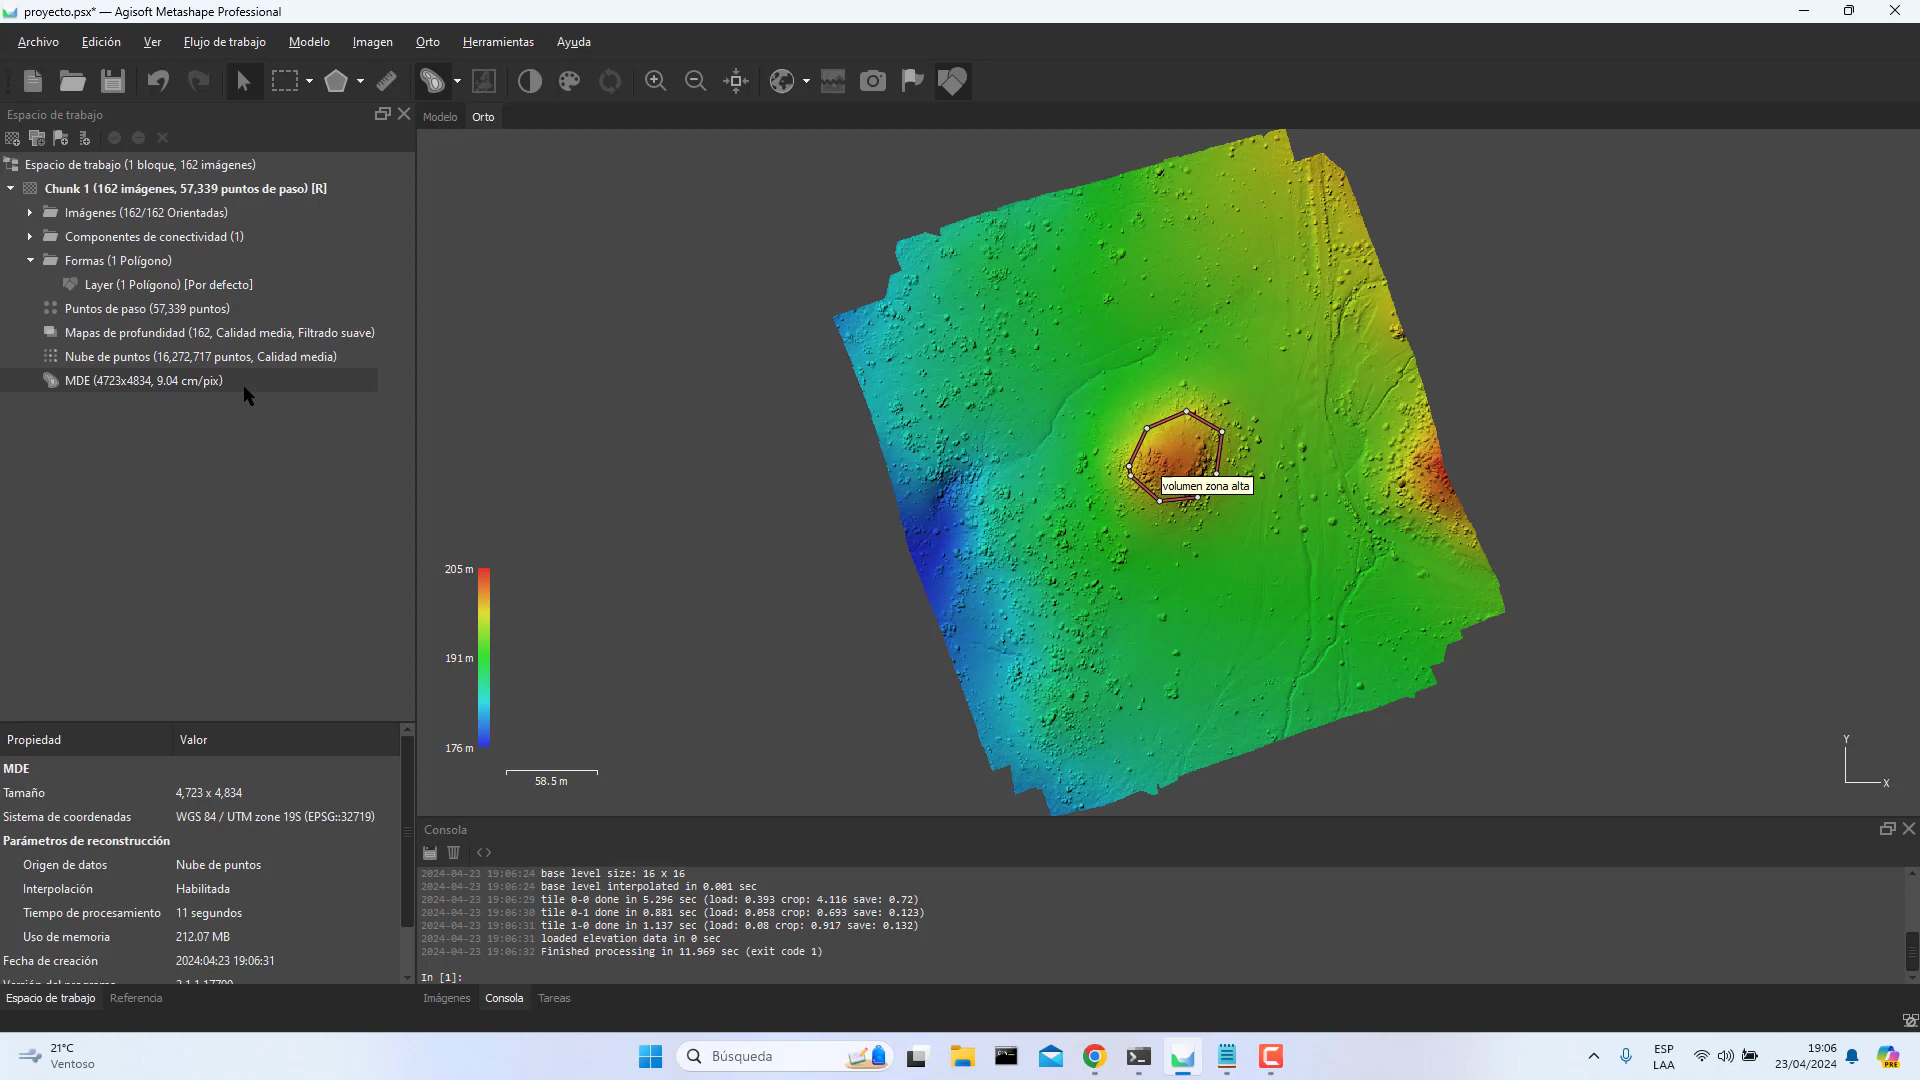 proyecto.psx* — Agisoft Metashape Professional
Archivo Edición Ver Flujo de trabajo Modelo Imagen Orto Herramientas Ayuda
Espacio de trabajo
Espacio de trabajo (1 bloque, 162 imágenes)
Chunk 1 (162 imágenes, 57,339 puntos de paso) [R]
Imágenes (162/162 Orientadas)
Componentes de conectividad (1)
Formas (1 Polígono)
Layer (1 Polígono) [Por defecto]
Puntos de paso (57,339 puntos)
Mapas de profundidad (162, Calidad media, Filtrado suave)
Nube de puntos (16,272,717 puntos, Calidad media)
MDE (4723x4834, 9.04 cm/pix)
Propiedad Valor
MDE
Tamaño 4,723 x 4,834
Sistema de coordenadas WGS 84 / UTM zone 19S (EPSG::32719)
Parámetros de reconstrucción
Origen de datos Nube de puntos
Interpolación Habilitada
Tiempo de procesamiento 11 segundos
Uso de memoria 212.07 MB
Fecha de creación 2024:04:23 19:06:31
Espacio de trabajo Referencia
Modelo Orto
volumen zona alta
205 m
191 m
176 m
58.5 m
Y
X
Consola
2024-04-23 19:06:24 base level size: 16 x 16
2024-04-23 19:06:24 base level interpolated in 0.001 sec
2024-04-23 19:06:29 tile 0-0 done in 5.296 sec (load: 0.393 crop: 4.116 save: 0.72)
2024-04-23 19:06:30 tile 0-1 done in 0.881 sec (load: 0.058 crop: 0.693 save: 0.123)
2024-04-23 19:06:31 tile 1-0 done in 1.137 sec (load: 0.08 crop: 0.917 save: 0.132)
2024-04-23 19:06:31 loaded elevation data in 0 sec
2024-04-23 19:06:32 Finished processing in 11.969 sec (exit code 1)
In [1]:
Imágenes Consola Tareas
21°C
Ventoso
Búsqueda
ESP
LAA
19:06
23/04/2024
PRE